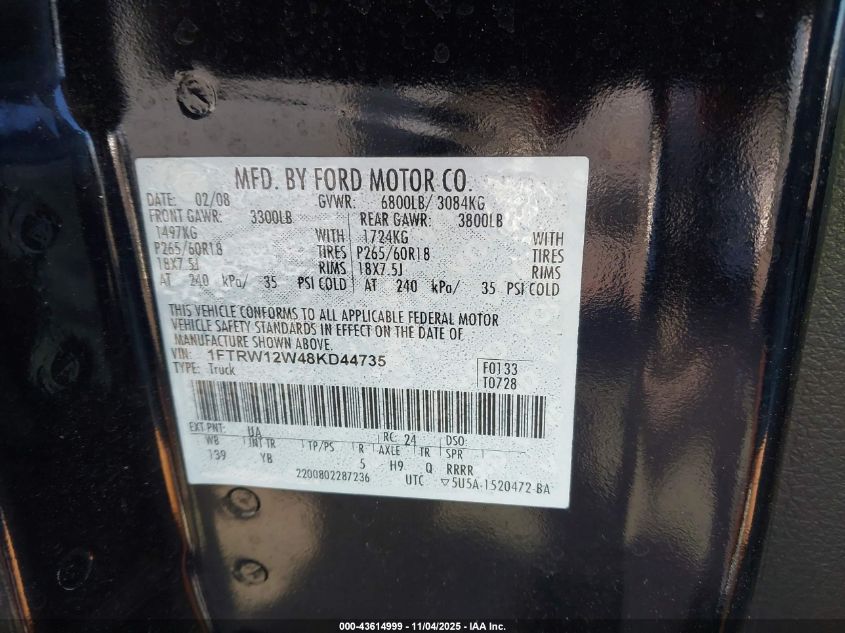 MFD. BY FORD MOTOR CO.
DATE: 02/08 GVWR: 6800LB/ 3084KG
FRONT GAWR: 3300LB REAR GAWR: 3800LB
1497KG WITH 1724KG WITH
P265/60R18 TIRES P265/60R18 TIRES
18X7.5J RIMS 18X7.5J RIMS
AT 240 kPa/ 35 PSI COLD AT 240 kPa/ 35 PSI COLD
THIS VEHICLE CONFORMS TO ALL APPLICABLE FEDERAL MOTOR
VEHICLE SAFETY STANDARDS IN EFFECT ON THE DATE OF
MANUFACTURE SHOWN ABOVE.
VIN: 1FTRW12W48KD44735 F0133
TYPE: Truck T0728
EXT PNT: UA RC: 24 DSO:
WB INT TR TP/PS R AXLE TR SPR
139 YB 5 H9 Q RRRR
2200802287236 UTC ▽5U5A-1520472-BA
000-43614999 - 11/04/2025 - IAA Inc.